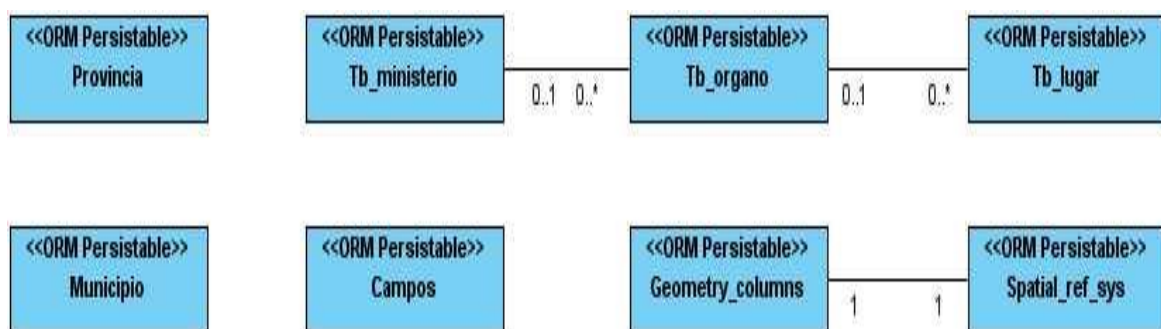 <<ORM Persistable>>
Provincia
<<ORM Persistable>>
Tb_ministerio
0..1
0..*
<<ORM Persistable>>
Tb_organo
0..1
0..*
<<ORM Persistable>>
Tb_lugar
<<ORM Persistable>>
Municipio
<<ORM Persistable>>
Campos
<<ORM Persistable>>
Geometry_columns
1
1
<<ORM Persistable>>
Spatial_ref_sys